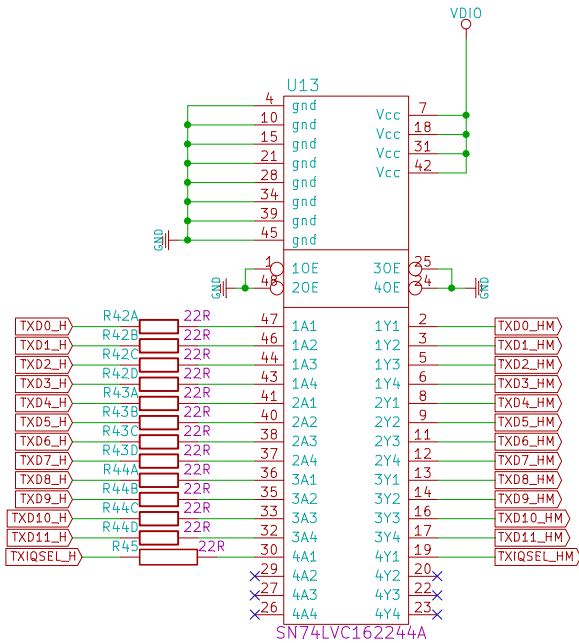 VDIO
U13
4 gnd
10 gnd Vcc 7
15 gnd Vcc 18
21 gnd Vcc 31
28 gnd Vcc 42
34 gnd
39 gnd
GND 45 gnd
1 1OE 3OE 25
GND 48 2OE 4OE 24 GND
TXD0_H R42A 22R 47 1A1 1Y1 2 TXD0_HM
TXD1_H R42B 22R 46 1A2 1Y2 3 TXD1_HM
TXD2_H R42C 22R 44 1A3 1Y3 5 TXD2_HM
TXD3_H R42D 22R 43 1A4 1Y4 6 TXD3_HM
TXD4_H R43A 22R 41 2A1 2Y1 8 TXD4_HM
TXD5_H R43B 22R 40 2A2 2Y2 9 TXD5_HM
TXD6_H R43C 22R 38 2A3 2Y3 11 TXD6_HM
TXD7_H R43D 22R 37 2A4 2Y4 12 TXD7_HM
TXD8_H R44A 22R 36 3A1 3Y1 13 TXD8_HM
TXD9_H R44B 22R 35 3A2 3Y2 14 TXD9_HM
TXD10_H R44C 22R 33 3A3 3Y3 16 TXD10_HM
TXD11_H R44D 22R 32 3A4 3Y4 17 TXD11_HM
TXIQSEL_H R45 22R 30 4A1 4Y1 19 TXIQSEL_HM
29 4A2 4Y2 20
27 4A3 4Y3 22
26 4A4 4Y4 23
SN74LVC162244A